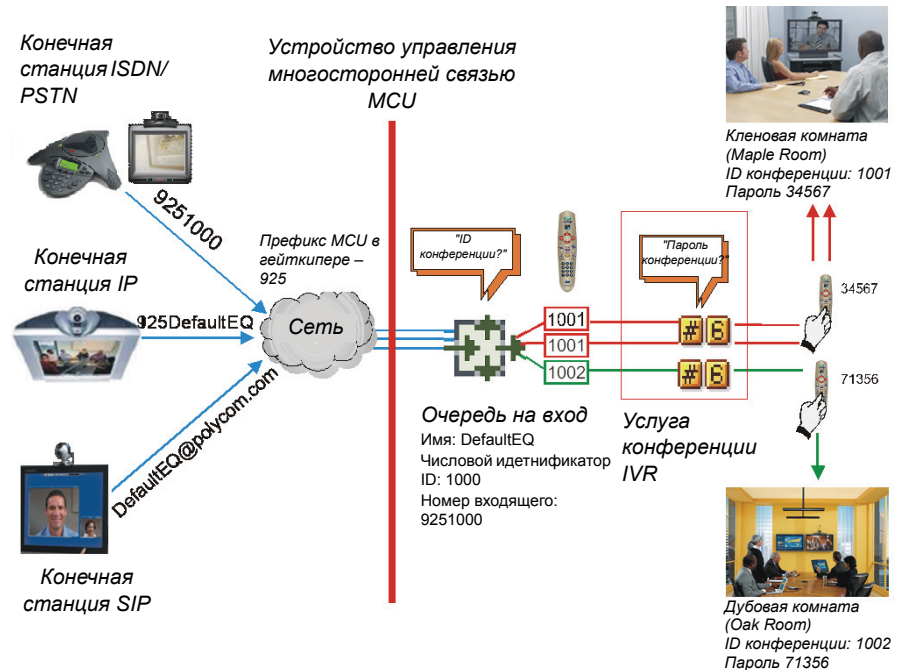 Конечная
станция ISDN/
PSTN
Устройство управления
многосторонней связью
MCU
Кленовая комната
(Maple Room)
ID конференции: 1001
Пароль 34567
9251000
Префикс MCU в
гейткипере –
925
"ID
конференции?"
"Пароль
конференции?"
Конечная
станция IP
925DefaultEQ
Сеть
1001
1001
1002
# 6
# 6
34567
71356
DefaultEQ@polycom.com
Очередь на вход
Имя: DefaultEQ
Числовой идетнификатор
ID: 1000
Номер входящего:
9251000
Услуга
конференции
IVR
Конечная
станция SIP
Дубовая комната
(Oak Room)
ID конференции: 1002
Пароль 71356